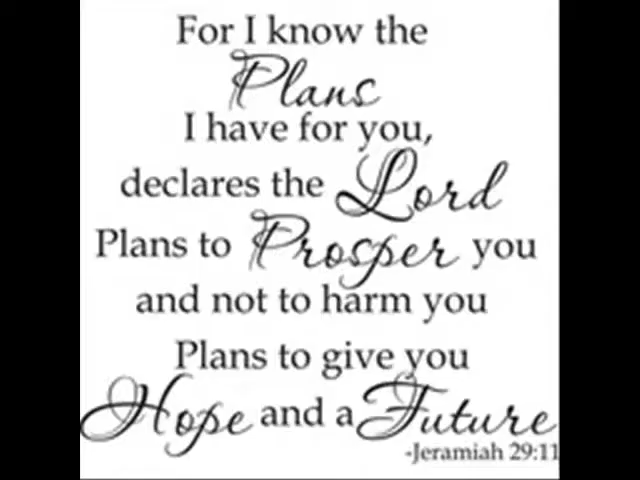 For I know the
Plans
I have for you,
declares the Lord
Plans to Prosper you
and not to harm you
Plans to give you
Hope and a Future
-Jeramiah 29:11